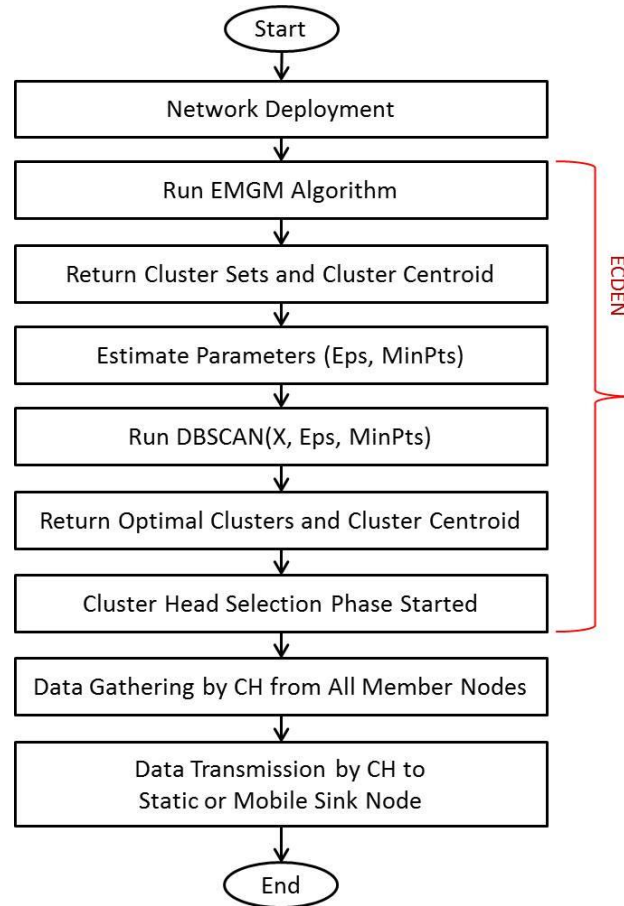 Start
Network Deployment
Run EMGM Algorithm
Return Cluster Sets and Cluster Centroid
Estimate Parameters (Eps, MinPts)
Run DBSCAN(X, Eps, MinPts)
Return Optimal Clusters and Cluster Centroid
Cluster Head Selection Phase Started
ECDEN
Data Gathering by CH from All Member Nodes
Data Transmission by CH to
Static or Mobile Sink Node
End